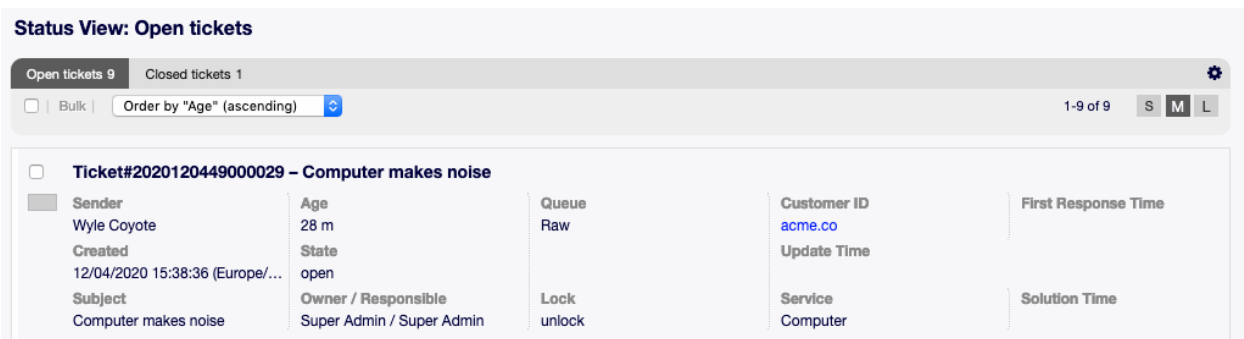 Status View: Open tickets
Open tickets 9 Closed tickets 1
| Bulk | Order by "Age" (ascending) 1-9 of 9 S M L
Ticket#2020120449000029 – Computer makes noise
Sender Age Queue Customer ID First Response Time
Wyle Coyote 28 m Raw acme.co
Created State Update Time
12/04/2020 15:38:36 (Europe/… open
Subject Owner / Responsible Lock Service Solution Time
Computer makes noise Super Admin / Super Admin unlock Computer